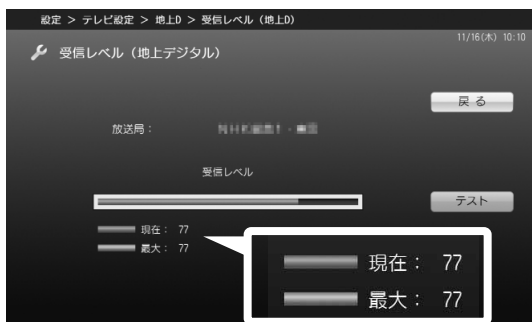 設定 > テレビ設定 > 地上D > 受信レベル（地上D）
11/16(木) 10:10
受信レベル（地上デジタル）
戻る
放送局：
受信レベル
テスト
現在： 77
最大： 77
現在： 77
最大： 77